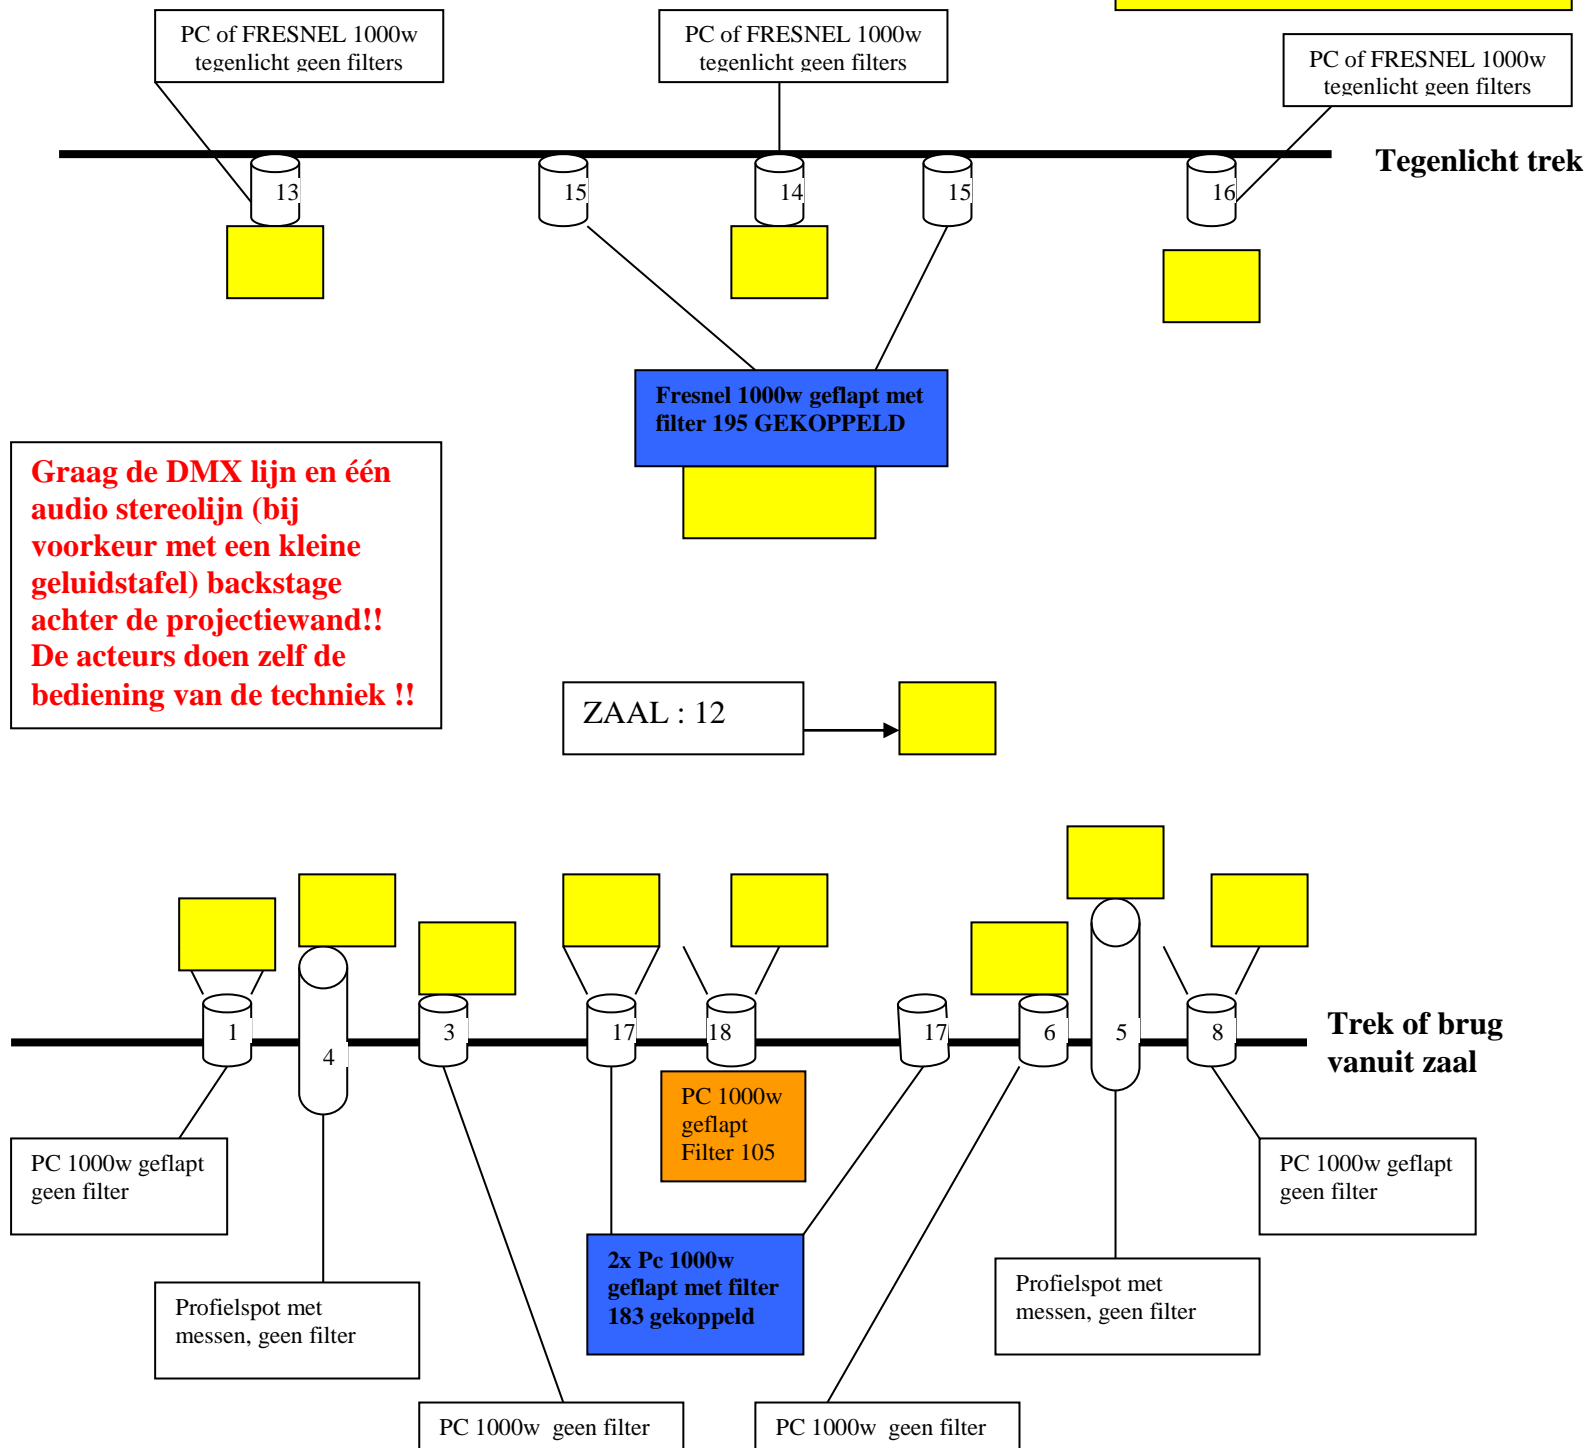 PC of FRESNEL 1000w
tegenlicht geen filters
PC of FRESNEL 1000w
tegenlicht geen filters
PC of FRESNEL 1000w
tegenlicht geen filters
Tegenlicht trek
13
15
14
15
16
Fresnel 1000w geflapt met
filter 195 GEKOPPELD
Graag de DMX lijn en één
audio stereolijn (bij
voorkeur met een kleine
geluidstafel) backstage
achter de projectiewand!!
De acteurs doen zelf de
bediening van de techniek !!
ZAAL : 12
1
4
3
17
18
17
6
5
8
Trek of brug
vanuit zaal
PC 1000w
geflapt
Filter 105
PC 1000w geflapt
geen filter
PC 1000w geflapt
geen filter
2x Pc 1000w
geflapt met filter
183 gekoppeld
Profielspot met
messen, geen filter
Profielspot met
messen, geen filter
PC 1000w  geen filter
PC 1000w  geen filter